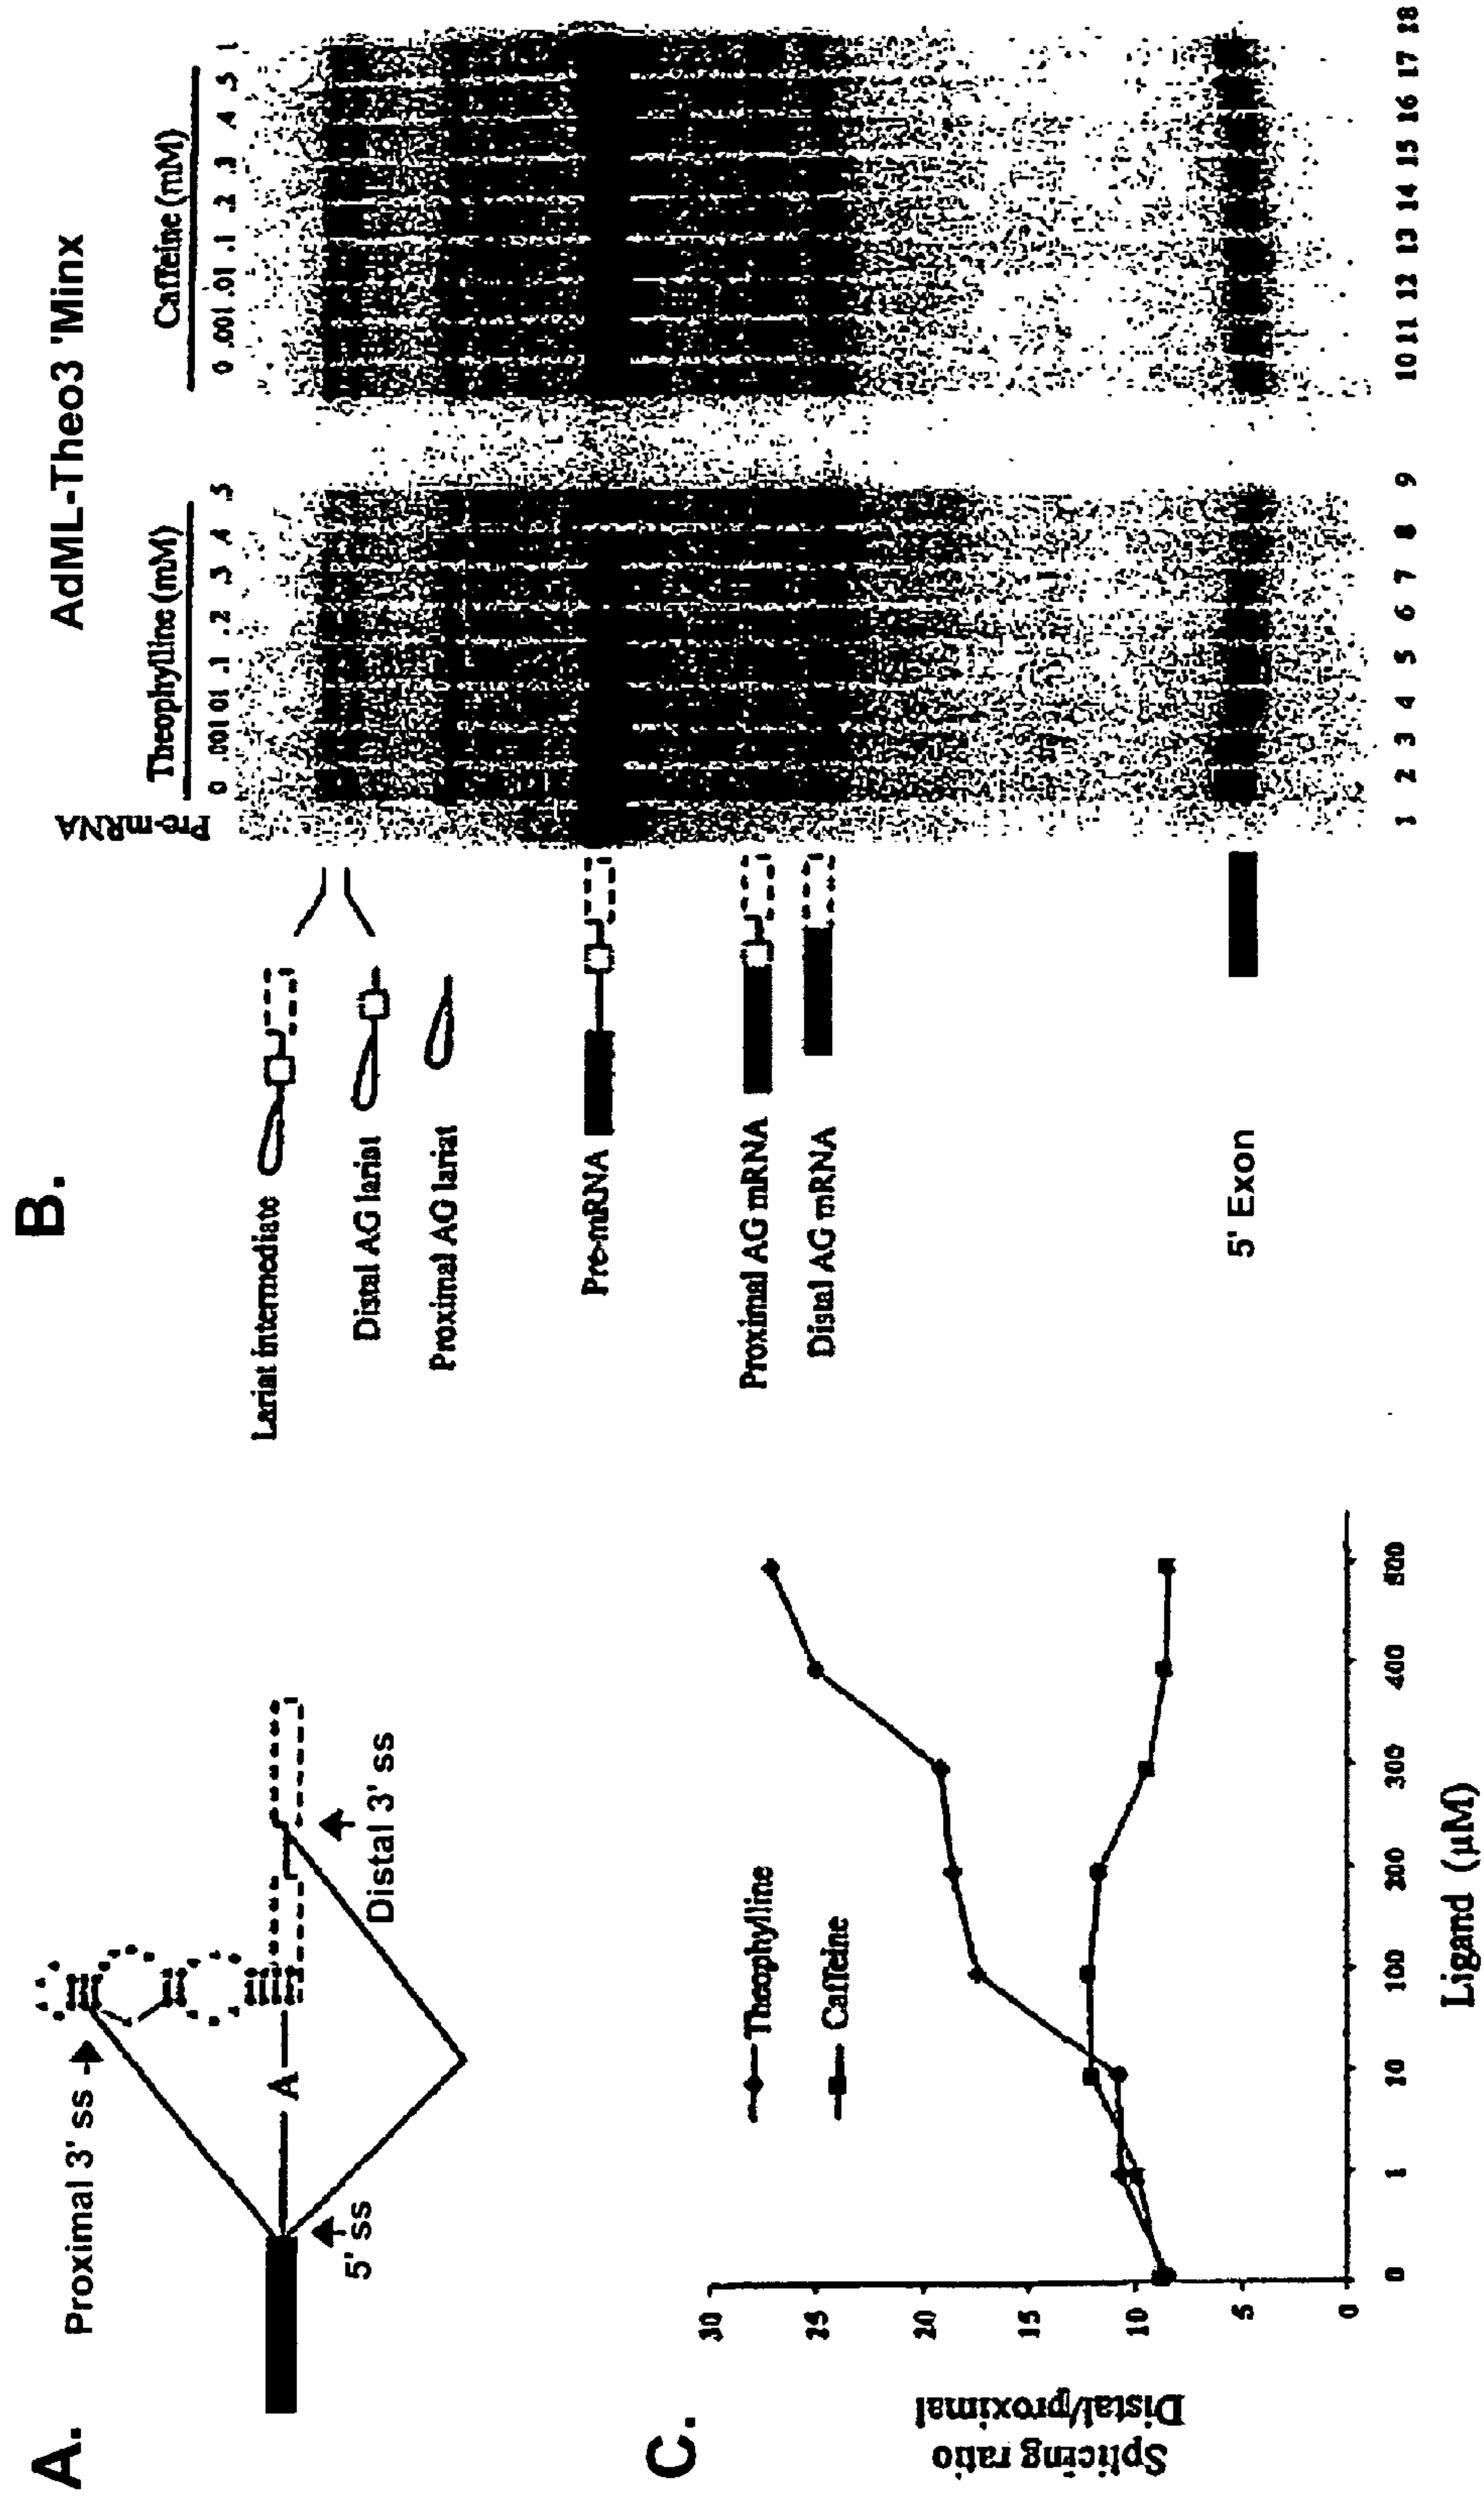 A.
Proximal 3' ss
A
5' ss
Distal 3' ss
B.
AdML-Theo3 'Minx
Pre-mRNA
Theophylline (mM)
0 .001 .01 .1 .2 .3 .4 .5
Caffeine (mM)
0 .001 .01 .1 .2 .3 .4 .5 1
Lariat intermediate
Distal AG lariat
Proximal AG lariat
Pre-mRNA
Proximal AG mRNA
Distal AG mRNA
5' Exon
1 2 3 4 5 6 7 8 9
10 11 12 13 14 15 16 17 18
C.
Splicing ratio
Distal/proximal
30
25
20
15
10
5
0
Theophylline
Caffeine
0 1 10 100 200 300 400 500
Ligand (µM)